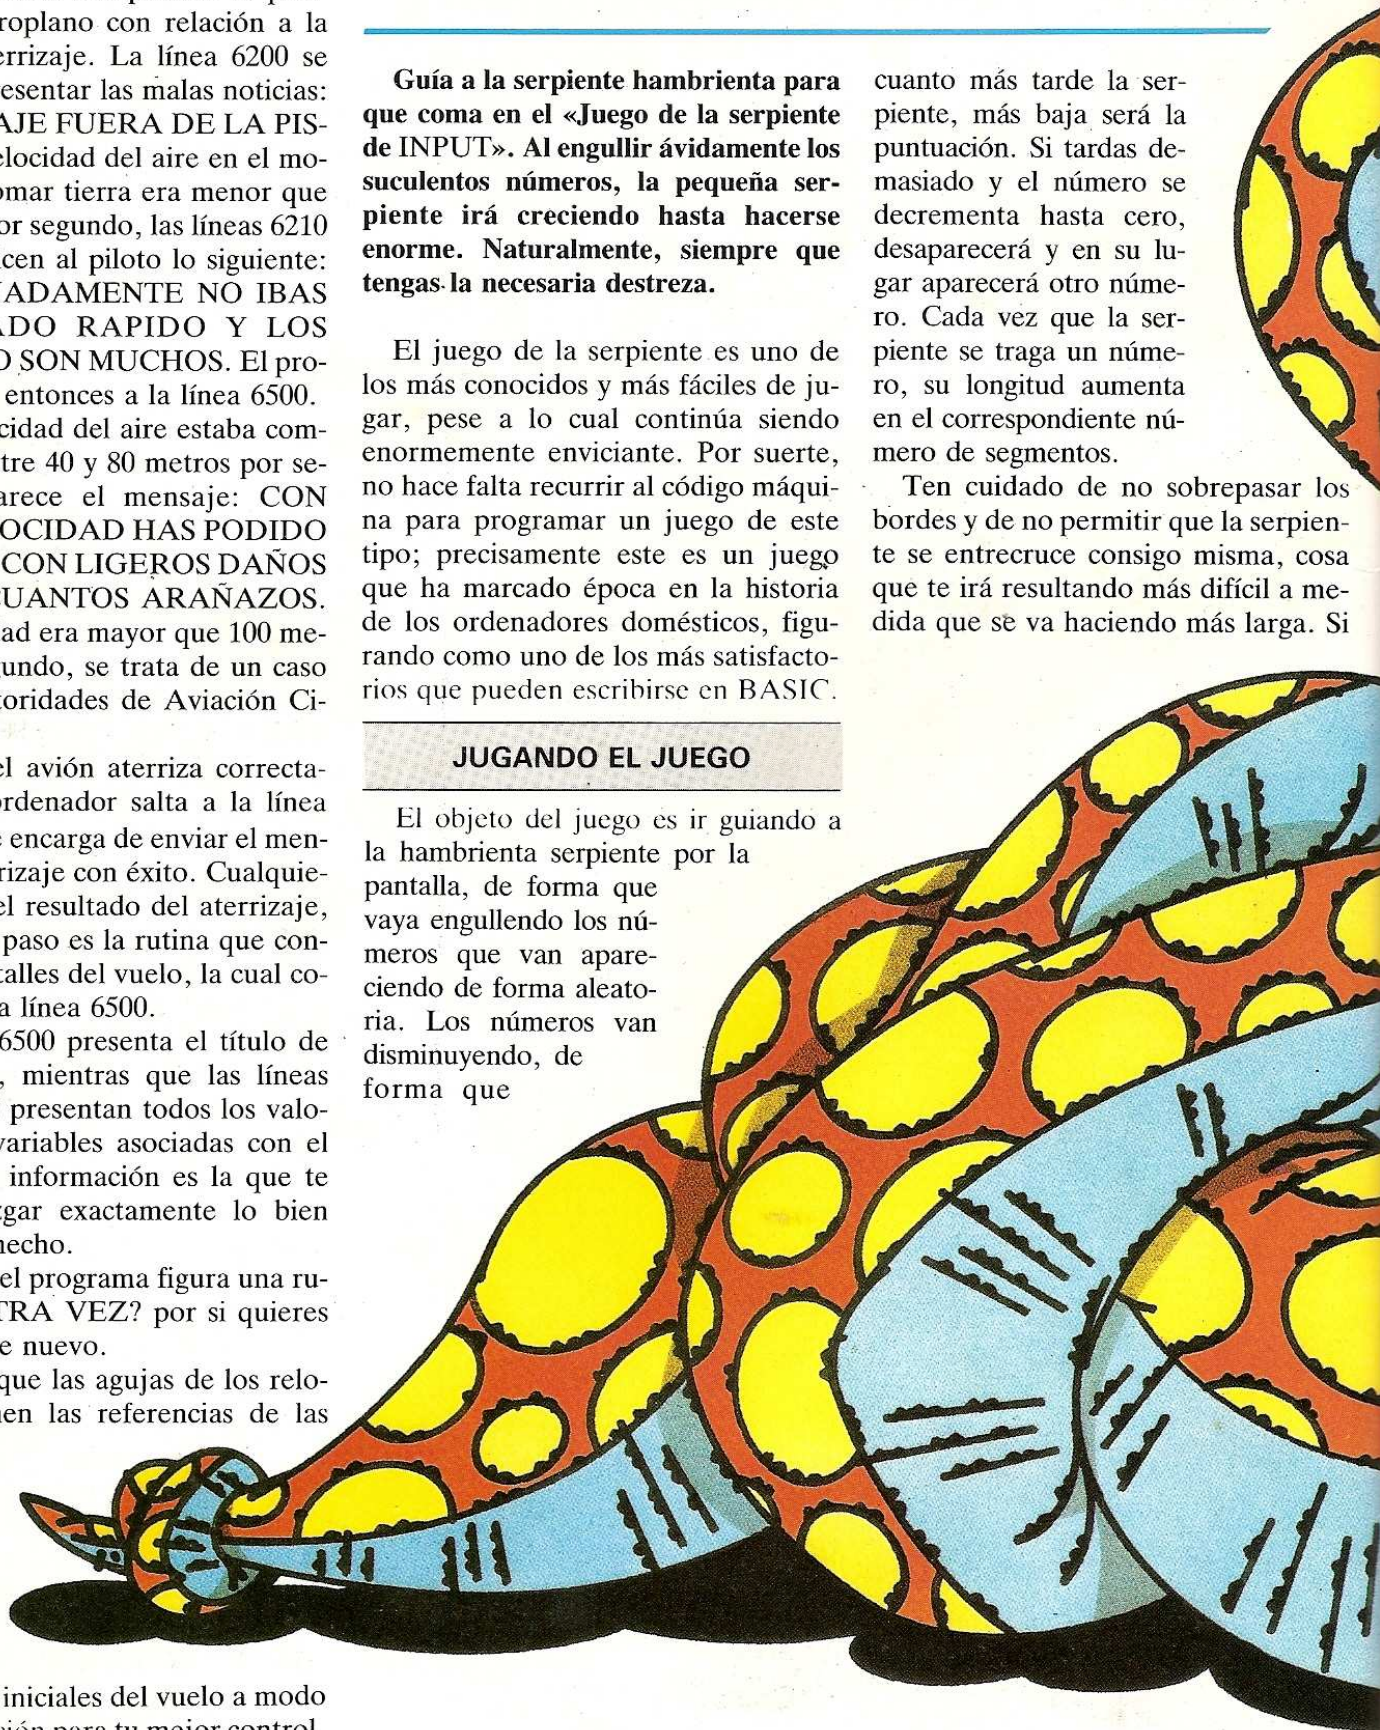 roplano con relación a la
errizaje. La línea 6200 se
esentar las malas noticias:
AJE FUERA DE LA PIS-
elocidad del aire en el mo-
omar tierra era menor que
or segundo, las líneas 6210
cen al piloto lo siguiente:
ADAMENTE NO IBAS
ADO RAPIDO Y LOS
O SON MUCHOS. El pro-
entonces a la línea 6500.
cidad del aire estaba com-
tre 40 y 80 metros por se-
arece el mensaje: CON
OCIDAD HAS PODIDO
CON LIGEROS DAÑOS
CUANTOS ARAÑAZOS.
ad era mayor que 100 me-
gundo, se trata de un caso
toridades de Aviación Ci-
el avión aterriza correcta-
ordenador salta a la línea
e encarga de enviar el men-
rizaje con éxito. Cualquie-
el resultado del aterrizaje,
paso es la rutina que con-
talles del vuelo, la cual co-
a línea 6500.
6500 presenta el título de
, mientras que las líneas
presentan todos los valo-
variables asociadas con el
información es la que te
gar exactamente lo bien
hecho.
el programa figura una ru-
TRA VEZ? por si quieres
e nuevo.
que las agujas de los relo-
nen las referencias de las
iniciales del vuelo a modo
ción para tu mejor control.
Guía a la serpiente hambrienta para
que coma en el «Juego de la serpiente
de INPUT». Al engullir ávidamente los
suculentos números, la pequeña ser-
piente irá creciendo hasta hacerse
enorme. Naturalmente, siempre que
tengas la necesaria destreza.
El juego de la serpiente es uno de
los más conocidos y más fáciles de ju-
gar, pese a lo cual continúa siendo
enormemente enviciante. Por suerte,
no hace falta recurrir al código máqui-
na para programar un juego de este
tipo; precisamente este es un juego
que ha marcado época en la historia
de los ordenadores domésticos, figu-
rando como uno de los más satisfacto-
rios que pueden escribirse en BASIC.
JUGANDO EL JUEGO
El objeto del juego es ir guiando a
la hambrienta serpiente por la
pantalla, de forma que
vaya engullendo los nú-
meros que van apare-
ciendo de forma aleato-
ria. Los números van
disminuyendo, de
forma que
cuanto más tarde la ser-
piente, más baja será la
puntuación. Si tardas de-
masiado y el número se
decrementa hasta cero,
desaparecerá y en su lu-
gar aparecerá otro núme-
ro. Cada vez que la ser-
piente se traga un núme-
ro, su longitud aumenta
en el correspondiente nú-
mero de segmentos.
Ten cuidado de no sobrepasar los
bordes y de no permitir que la serpien-
te se entrecruce consigo misma, cosa
que te irá resultando más difícil a me-
dida que se va haciendo más larga. Si